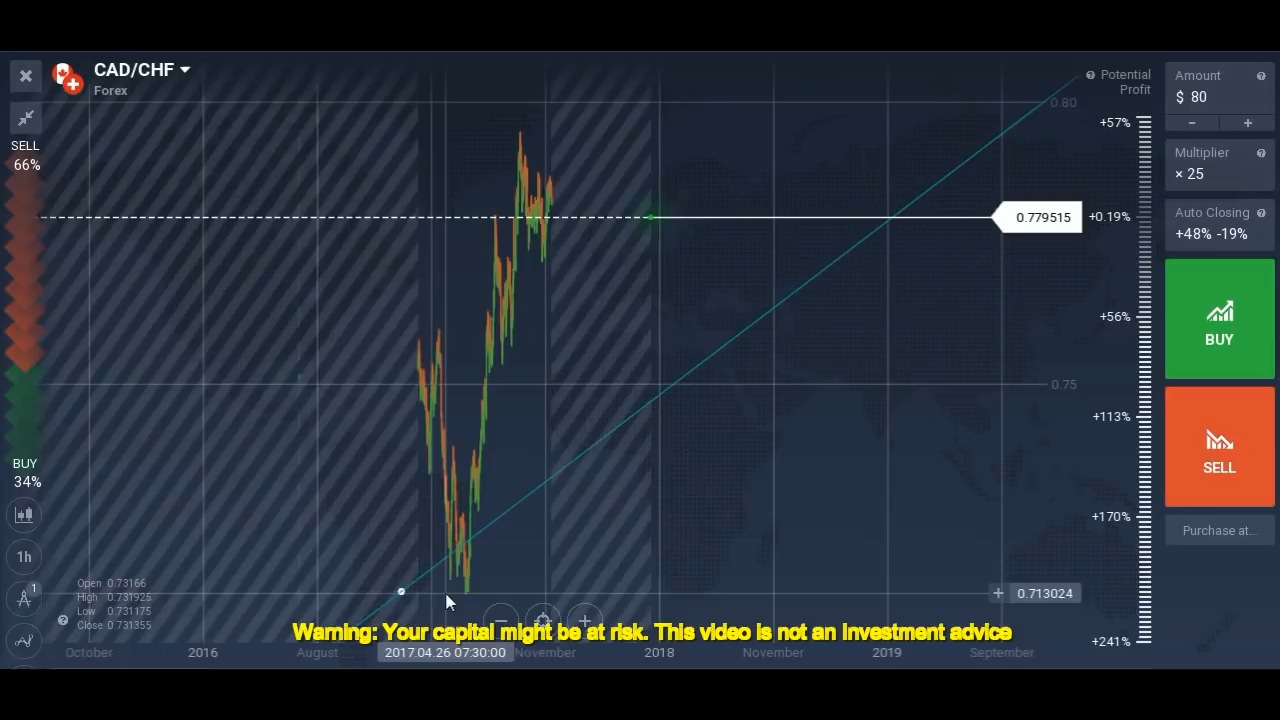 CAD/CHF
Forex
SELL
66%
BUY
34%
1h
1
Open 0.73166
High 0.731925
Low 0.731175
Close 0.731355
October
2016
August
2017.04.26 07:30:00
November
2018
November
2019
September
Warning: Your capital might be at risk. This video is not an investment advice
0.80
0.779515
0.75
0.713024
Potential
Profit
+57%
+0.19%
+56%
+113%
+170%
+241%
Amount
$ 80
Multiplier
× 25
Auto Closing
+48% -19%
BUY
SELL
Purchase at...